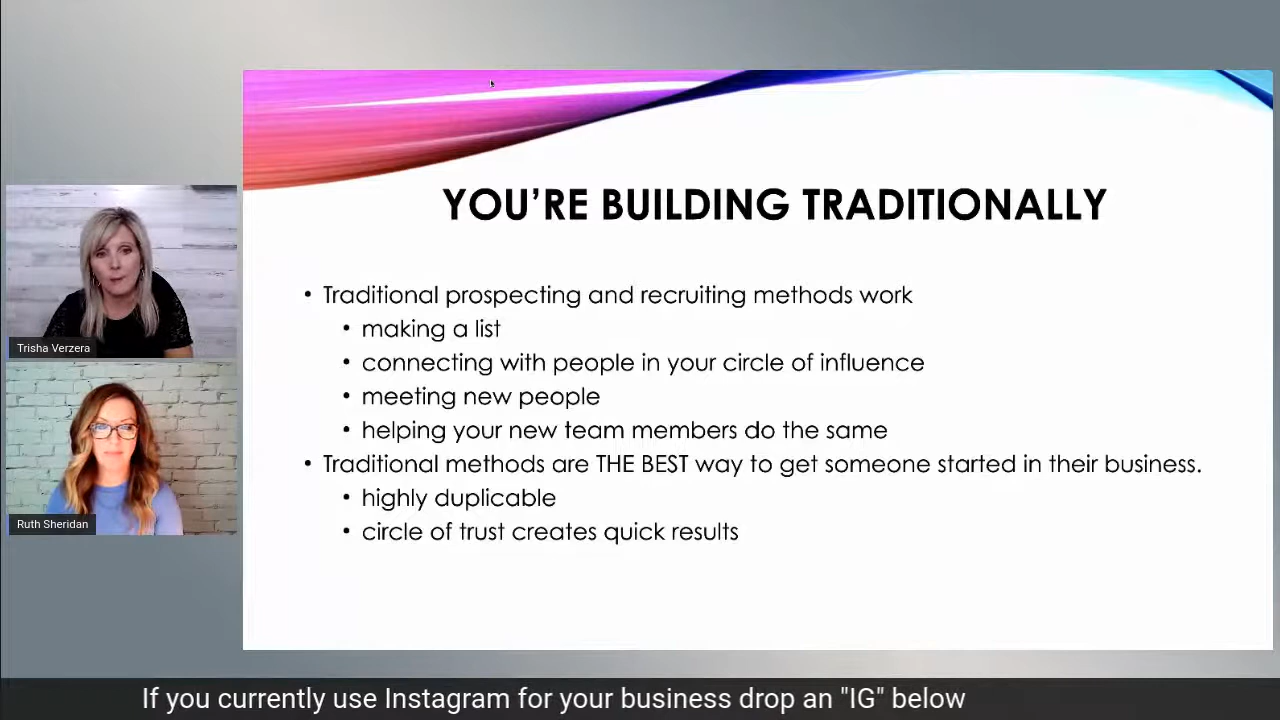 YOU'RE BUILDING TRADITIONALLY
• Traditional prospecting and recruiting methods work
• making a list
• connecting with people in your circle of influence
• meeting new people
• helping your new team members do the same
• Traditional methods are THE BEST way to get someone started in their business.
• highly duplicable
• circle of trust creates quick results
Trisha Verzera
Ruth Sheridan
If you currently use Instagram for your business drop an "IG" below